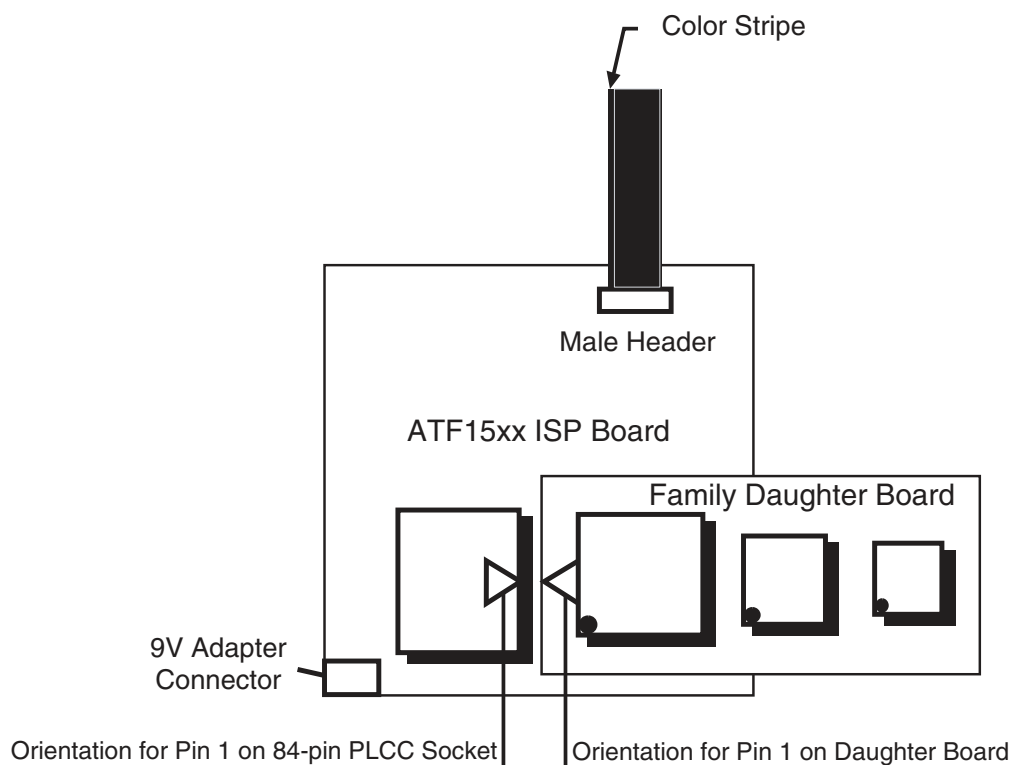 Color Stripe
Male Header
ATF15xx ISP Board
Family Daughter Board
9V Adapter
Connector
Orientation for Pin 1 on 84-pin PLCC Socket
Orientation for Pin 1 on Daughter Board